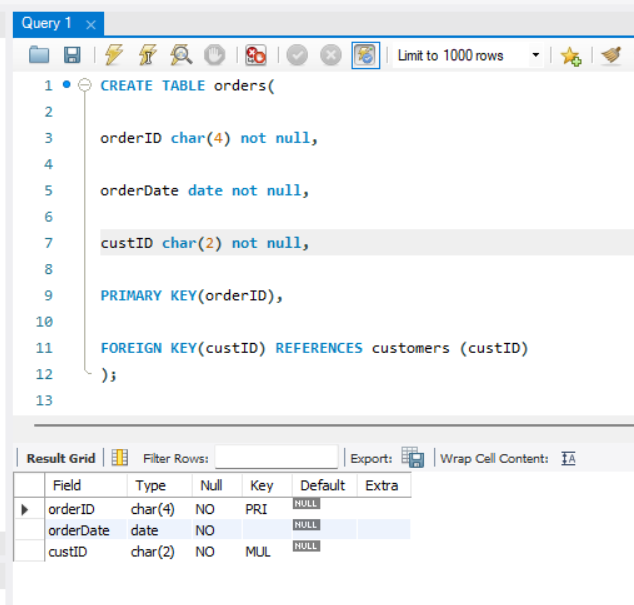 Query 1
Limit to 1000 rows
1 CREATE TABLE orders(
2
3 orderID char(4) not null,
4
5 orderDate date not null,
6
7 custID char(2) not null,
8
9 PRIMARY KEY(orderID),
10
11 FOREIGN KEY(custID) REFERENCES customers (custID)
12 );
13
Result Grid Filter Rows: Export: Wrap Cell Content: IA
Field Type Null Key Default Extra
orderID char(4) NO PRI NULL
orderDate date NO NULL
custID char(2) NO MUL NULL